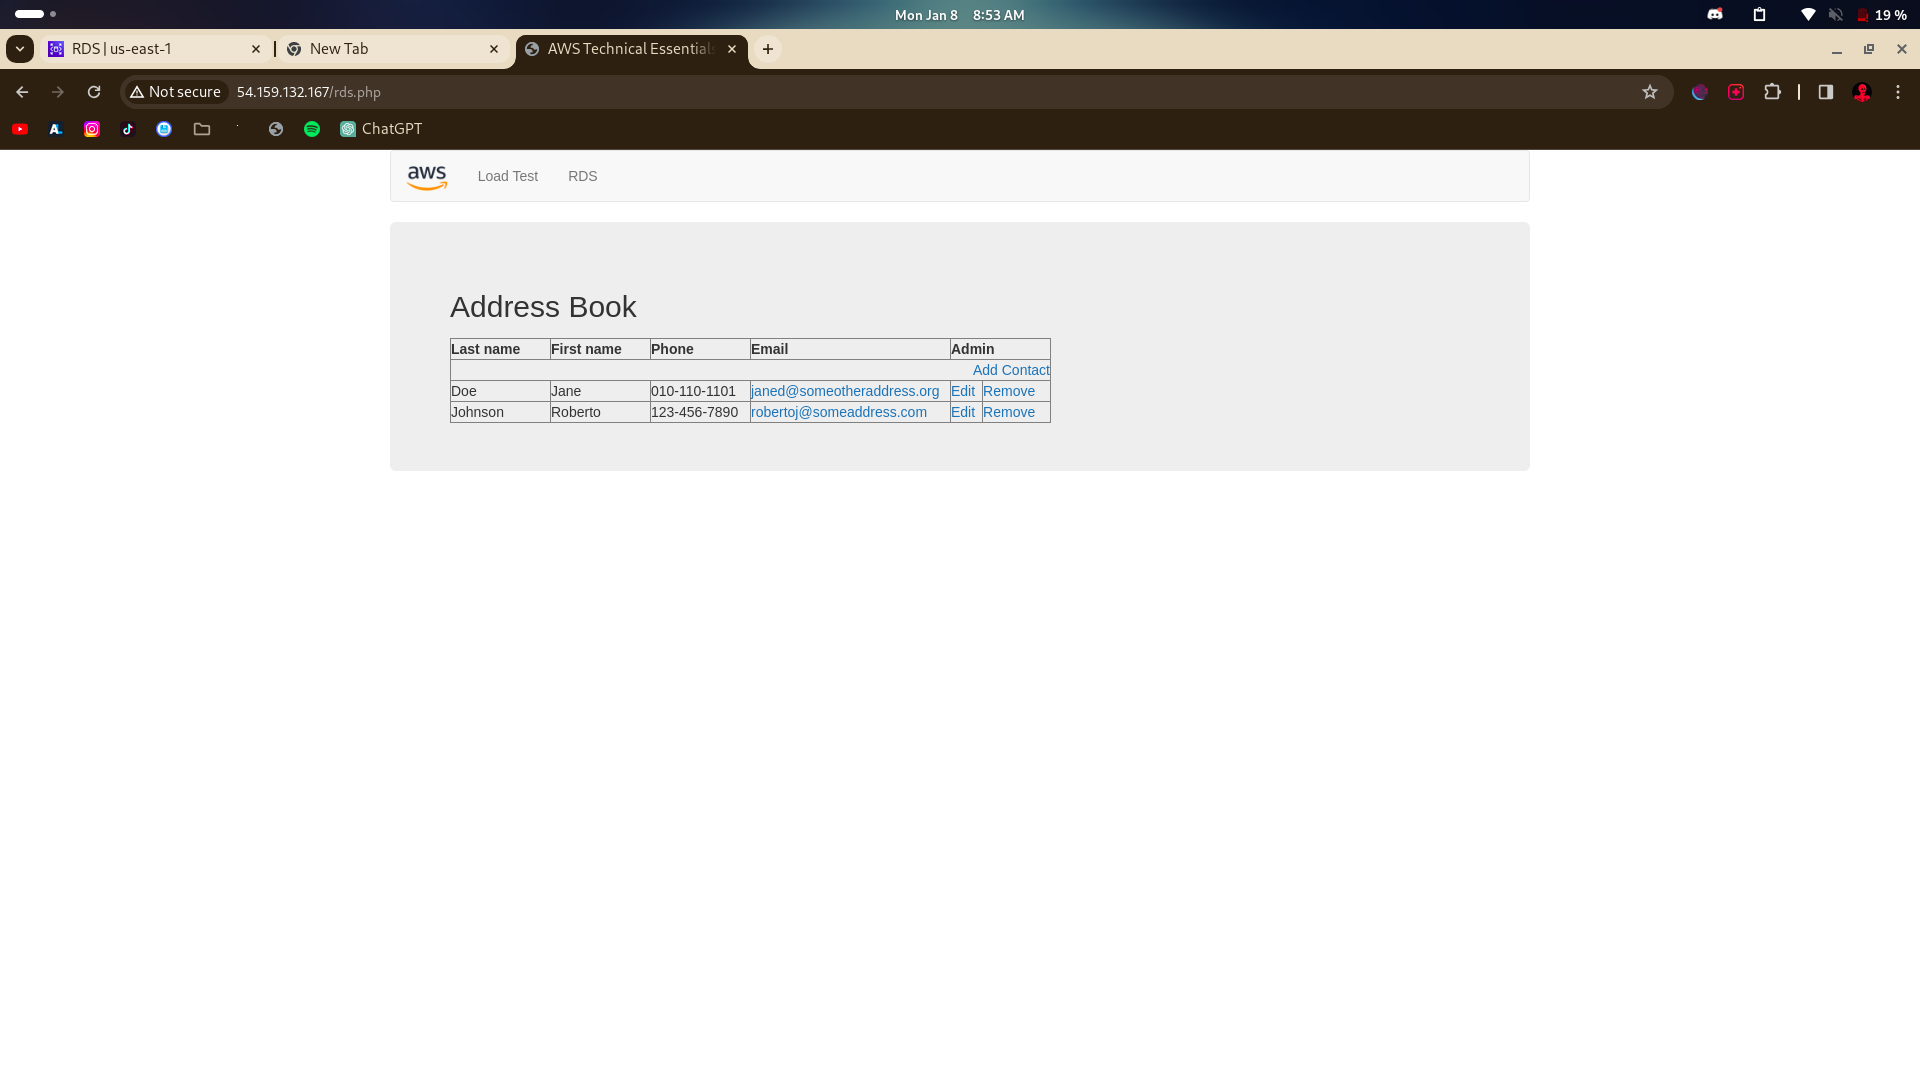 Mon Jan 8 8:53 AM
19 %
RDS | us-east-1
New Tab
AWS Technical Essentials
Not secure
54.159.132.167/rds.php
ChatGPT
aws
Load Test
RDS
Address Book
Last name First name Phone Email Admin
Add Contact
Doe Jane 010-110-1101 janed@someotheraddress.org Edit Remove
Johnson Roberto 123-456-7890 robertoj@someaddress.com Edit Remove